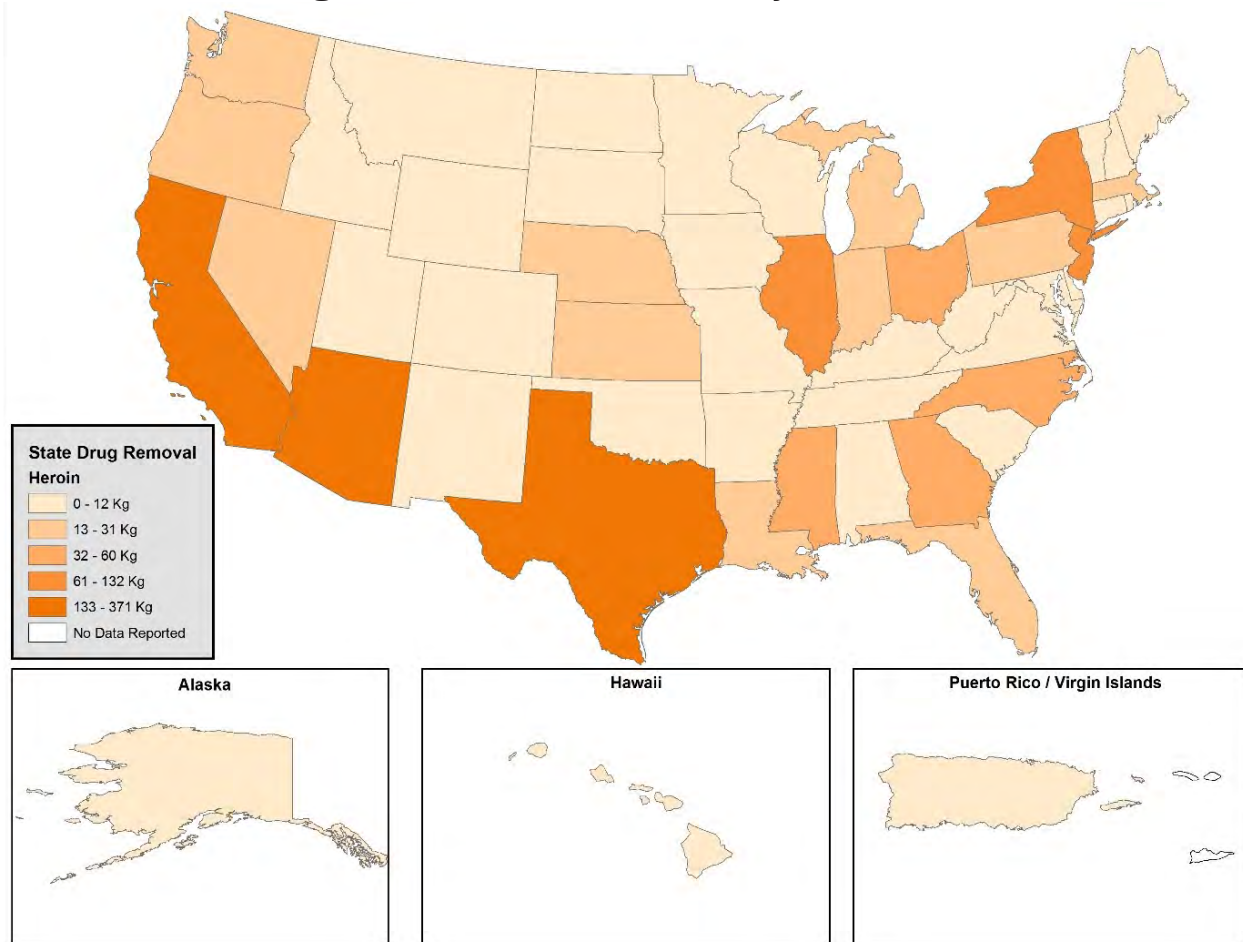 State Drug Removal
Heroin
0 - 12 Kg
13 - 31 Kg
32 - 60 Kg
61 - 132 Kg
133 - 371 Kg
No Data Reported
Alaska
Hawaii
Puerto Rico / Virgin Islands